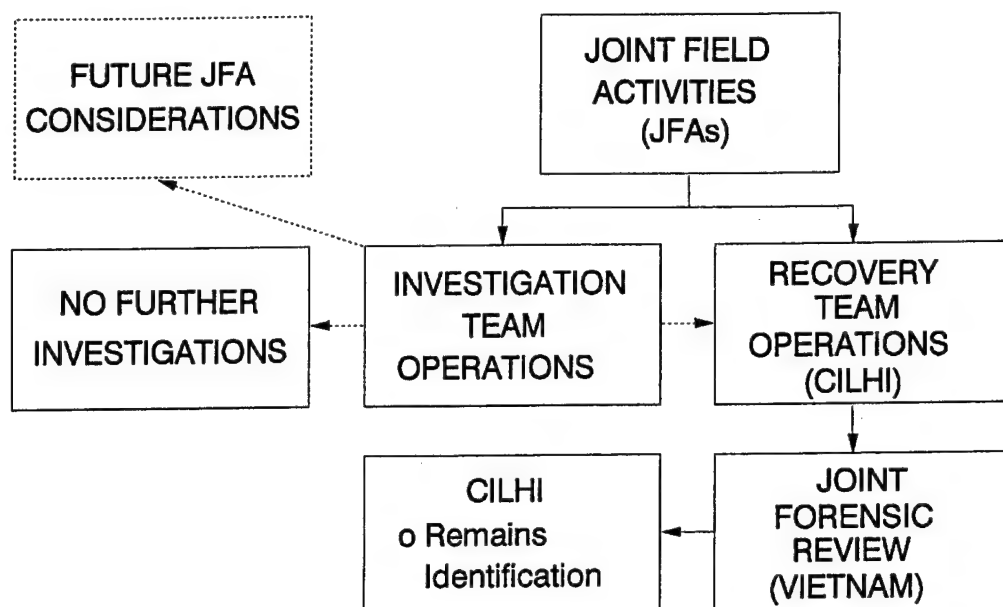 FUTURE JFA
CONSIDERATIONS
JOINT FIELD
ACTIVITIES
(JFAs)
NO FURTHER
INVESTIGATIONS
INVESTIGATION
TEAM
OPERATIONS
RECOVERY
TEAM
OPERATIONS
(CILHI)
CILHI
o Remains
Identification
JOINT
FORENSIC
REVIEW
(VIETNAM)